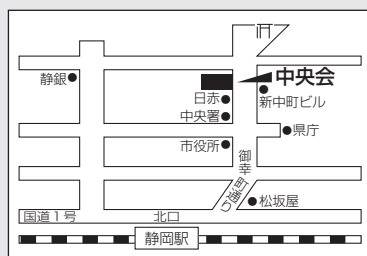 中央会
静銀
日赤
新中町ビル
中央署
県庁
市役所
御幸町通り
松坂屋
国道1号
北口
静岡駅